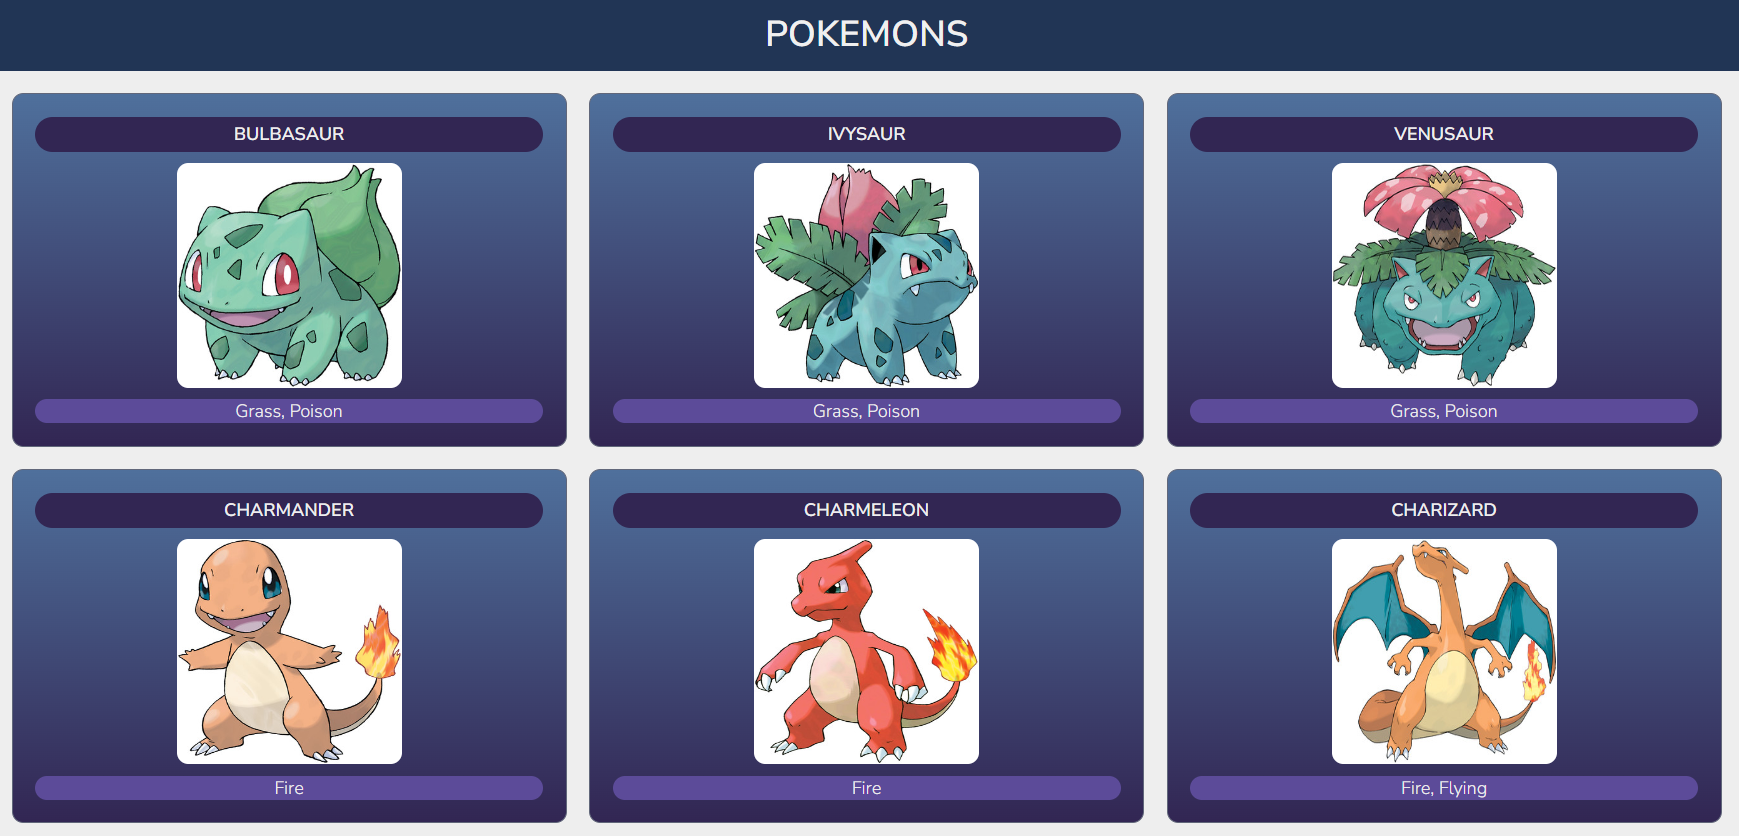 POKEMONS
BULBASAUR
Grass, Poison
IVYSAUR
Grass, Poison
VENUSAUR
Grass, Poison
CHARMANDER
Fire
CHARMELEON
Fire
CHARIZARD
Fire, Flying